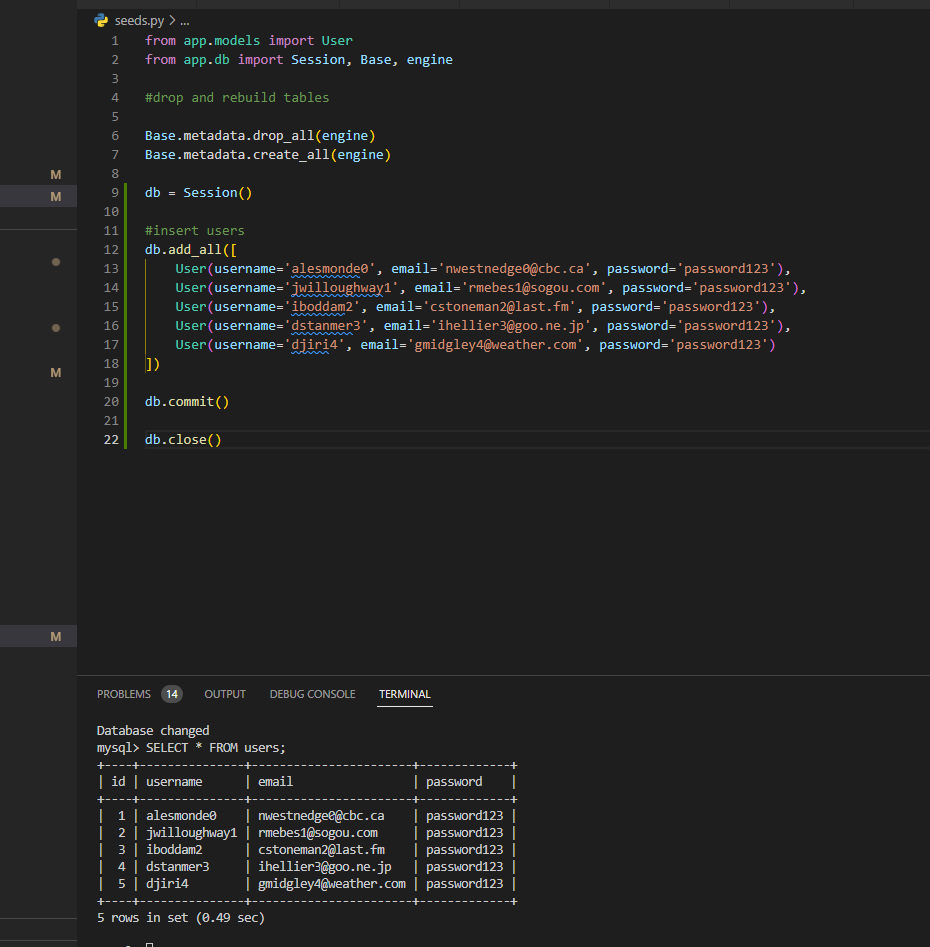 seeds.py > ...
1 from app.models import User
2 from app.db import Session, Base, engine
3
4 #drop and rebuild tables
5
6 Base.metadata.drop_all(engine)
7 Base.metadata.create_all(engine)
8
M
9 db = Session()
M
10
11 #insert users
12 db.add_all([
13 User(username='alesmonde0', email='nwestnedge0@cbc.ca', password='password123'),
14 User(username='jwilloughway1', email='rmebes1@sogou.com', password='password123'),
15 User(username='iboddam2', email='cstoneman2@last.fm', password='password123'),
16 User(username='dstanmer3', email='ihellier3@goo.ne.jp', password='password123'),
17 User(username='djiri4', email='gmidgley4@weather.com', password='password123')
18 ])
M
19
20 db.commit()
21
22 db.close()
M
PROBLEMS 14 OUTPUT DEBUG CONSOLE TERMINAL
Database changed
mysql> SELECT * FROM users;
+----+---------------+-----------------------+-------------+
| id | username      | email                 | password    |
+----+---------------+-----------------------+-------------+
|  1 | alesmonde0    | nwestnedge0@cbc.ca    | password123 |
|  2 | jwilloughway1 | rmebes1@sogou.com     | password123 |
|  3 | iboddam2      | cstoneman2@last.fm    | password123 |
|  4 | dstanmer3     | ihellier3@goo.ne.jp   | password123 |
|  5 | djiri4        | gmidgley4@weather.com | password123 |
+----+---------------+-----------------------+-------------+
5 rows in set (0.49 sec)